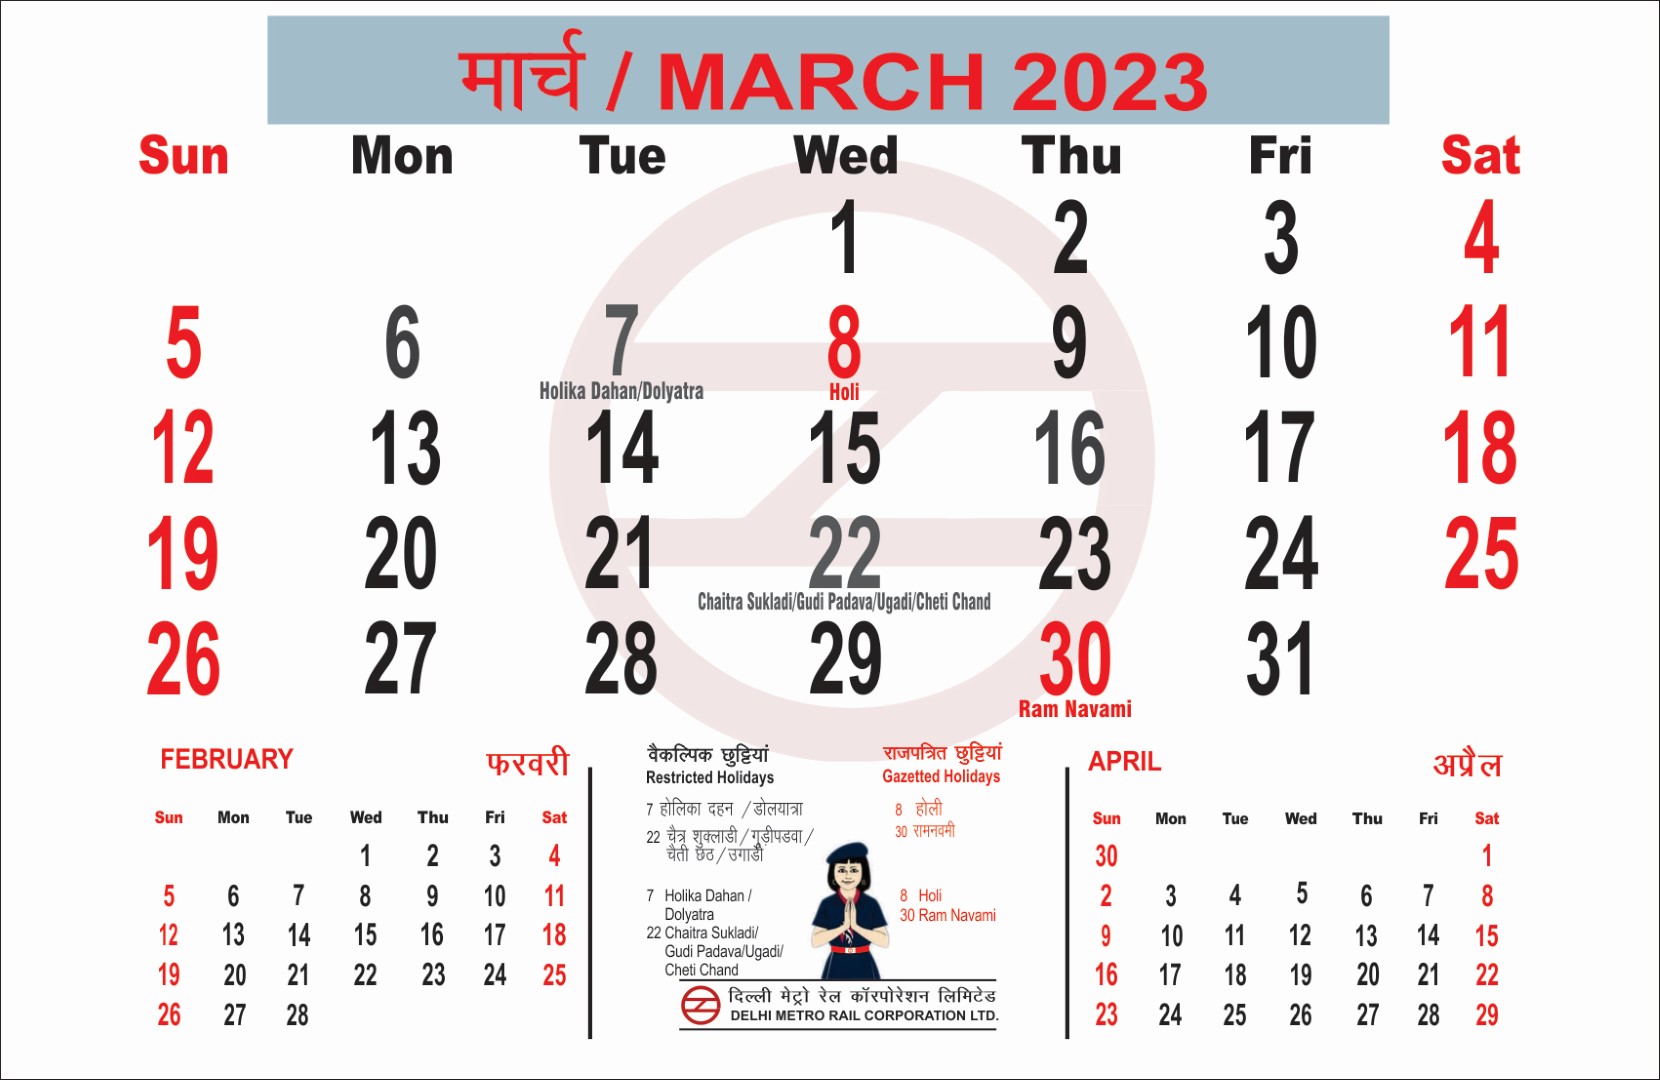 मार्च / MARCH 2023
Sun Mon Tue Wed Thu Fri Sat
1 2 3 4
5 6 7 8 9 10 11
Holika Dahan/Dolyatra Holi
12 13 14 15 16 17 18
19 20 21 22 23 24 25
Chaitra Sukladi/Gudi Padava/Ugadi/Cheti Chand
26 27 28 29 30 31
Ram Navami
FEBRUARY फरवरी
Sun Mon Tue Wed Thu Fri Sat
1 2 3 4
5 6 7 8 9 10 11
12 13 14 15 16 17 18
19 20 21 22 23 24 25
26 27 28
वैकल्पिक छुट्टियां
Restricted Holidays
7 होलिका दहन / डोलयात्रा
22 चैत्र शुक्लाडी / गुड़ीपडवा /
चैती छठ / उगाडी
7 Holika Dahan /
Dolyatra
22 Chaitra Sukladi/
Gudi Padava/Ugadi/
Cheti Chand
राजपत्रित छुट्टियां
Gazetted Holidays
8 होली
30 रामनवमी
8 Holi
30 Ram Navami
दिल्ली मेट्रो रेल कॉरपोरेशन लिमिटेड
DELHI METRO RAIL CORPORATION LTD.
APRIL अप्रैल
Sun Mon Tue Wed Thu Fri Sat
30 1
2 3 4 5 6 7 8
9 10 11 12 13 14 15
16 17 18 19 20 21 22
23 24 25 26 27 28 29